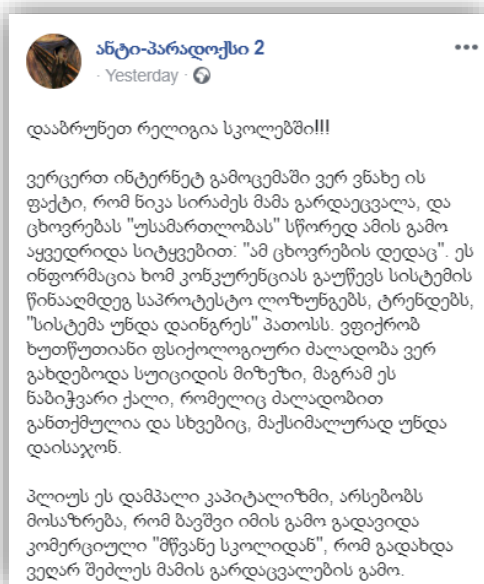 ანტი-პარადოქსი 2
· Yesterday ·
დააბრუნეთ რელიგია სკოლებში!!!
ვერცერთ ინტერნეტ გამოცემაში ვერ ვნახე ის
ფაქტი, რომ ნიკა სირაძეს მამა გარდაეცვალა, და
ცხოვრებას "უსამართლობას" სწორედ ამის გამო
აყვედრიდა სიტყვებით: "ამ ცხოვრების დედაც". ეს
ინფორმაცია ხომ კონკურენციას გაუწევს სისტემის
წინააღმდეგ საპროტესტო ლოზუნგებს, ტრენდებს,
"სისტემა უნდა დაინგრეს" პათოსს. ვფიქრობ
ხუთწუთიანი ფსიქოლოგიური ძალადობა ვერ
გახდებოდა სუიციდის მიზეზი, მაგრამ ეს
ნაბიჭვარი ქალი, რომელიც ძალადობით
განთქმულია და სხვებიც, მაქსიმალურად უნდა
დაისაჯონ.
პლიუს ეს დამპალი კაპიტალიზმი, არსებობს
მოსაზრება, რომ ბავშვი იმის გამო გადავიდა
კომერციული "მწვანე სკოლიდან", რომ გადახდა
ვეღარ შეძლეს მამის გარდაცვალების გამო.